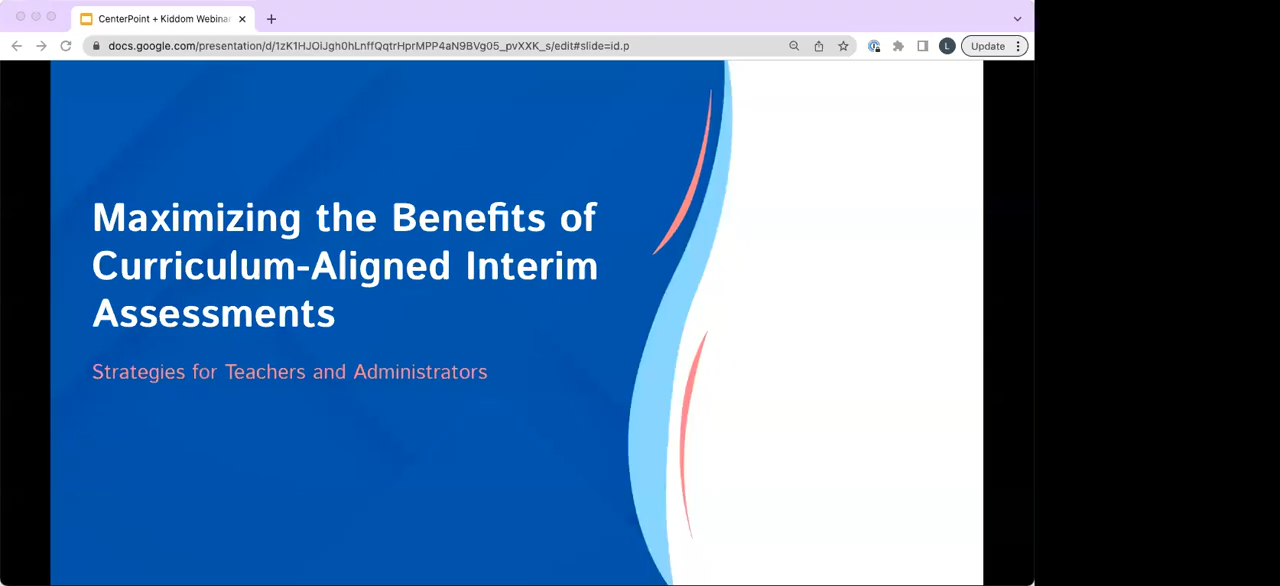 CenterPoint + Kiddom Webina
docs.google.com/presentation/d/1zK1HJOiJgh0hLnffQqtrHprMPP4aN9BVg05_pvXXK_s/edit#slide=id.p
L
Update
Maximizing the Benefits of
Curriculum-Aligned Interim
Assessments
Strategies for Teachers and Administrators